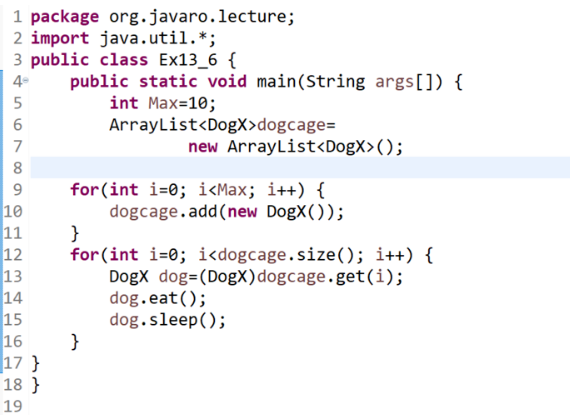 1 package org.javaro.lecture;
2 import java.util.*;
3 public class Ex13_6 {
4 public static void main(String args[]) {
5 int Max=10;
6 ArrayList<DogX>dogcage=
7 new ArrayList<DogX>();
8
9 for(int i=0; i<Max; i++) {
10 dogcage.add(new DogX());
11 }
12 for(int i=0; i<dogcage.size(); i++) {
13 DogX dog=(DogX)dogcage.get(i);
14 dog.eat();
15 dog.sleep();
16 }
17 }
18 }
19